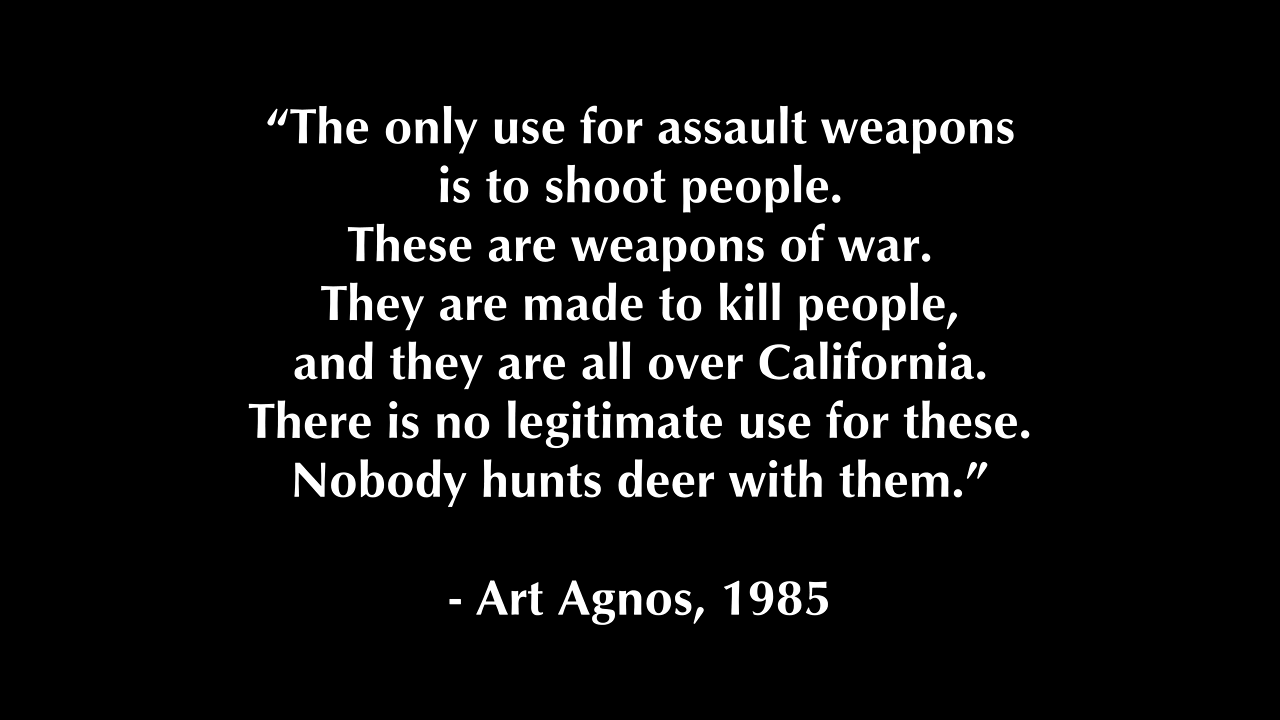 “The only use for assault weapons
is to shoot people.
These are weapons of war.
They are made to kill people,
and they are all over California.
There is no legitimate use for these.
Nobody hunts deer with them.”
- Art Agnos, 1985